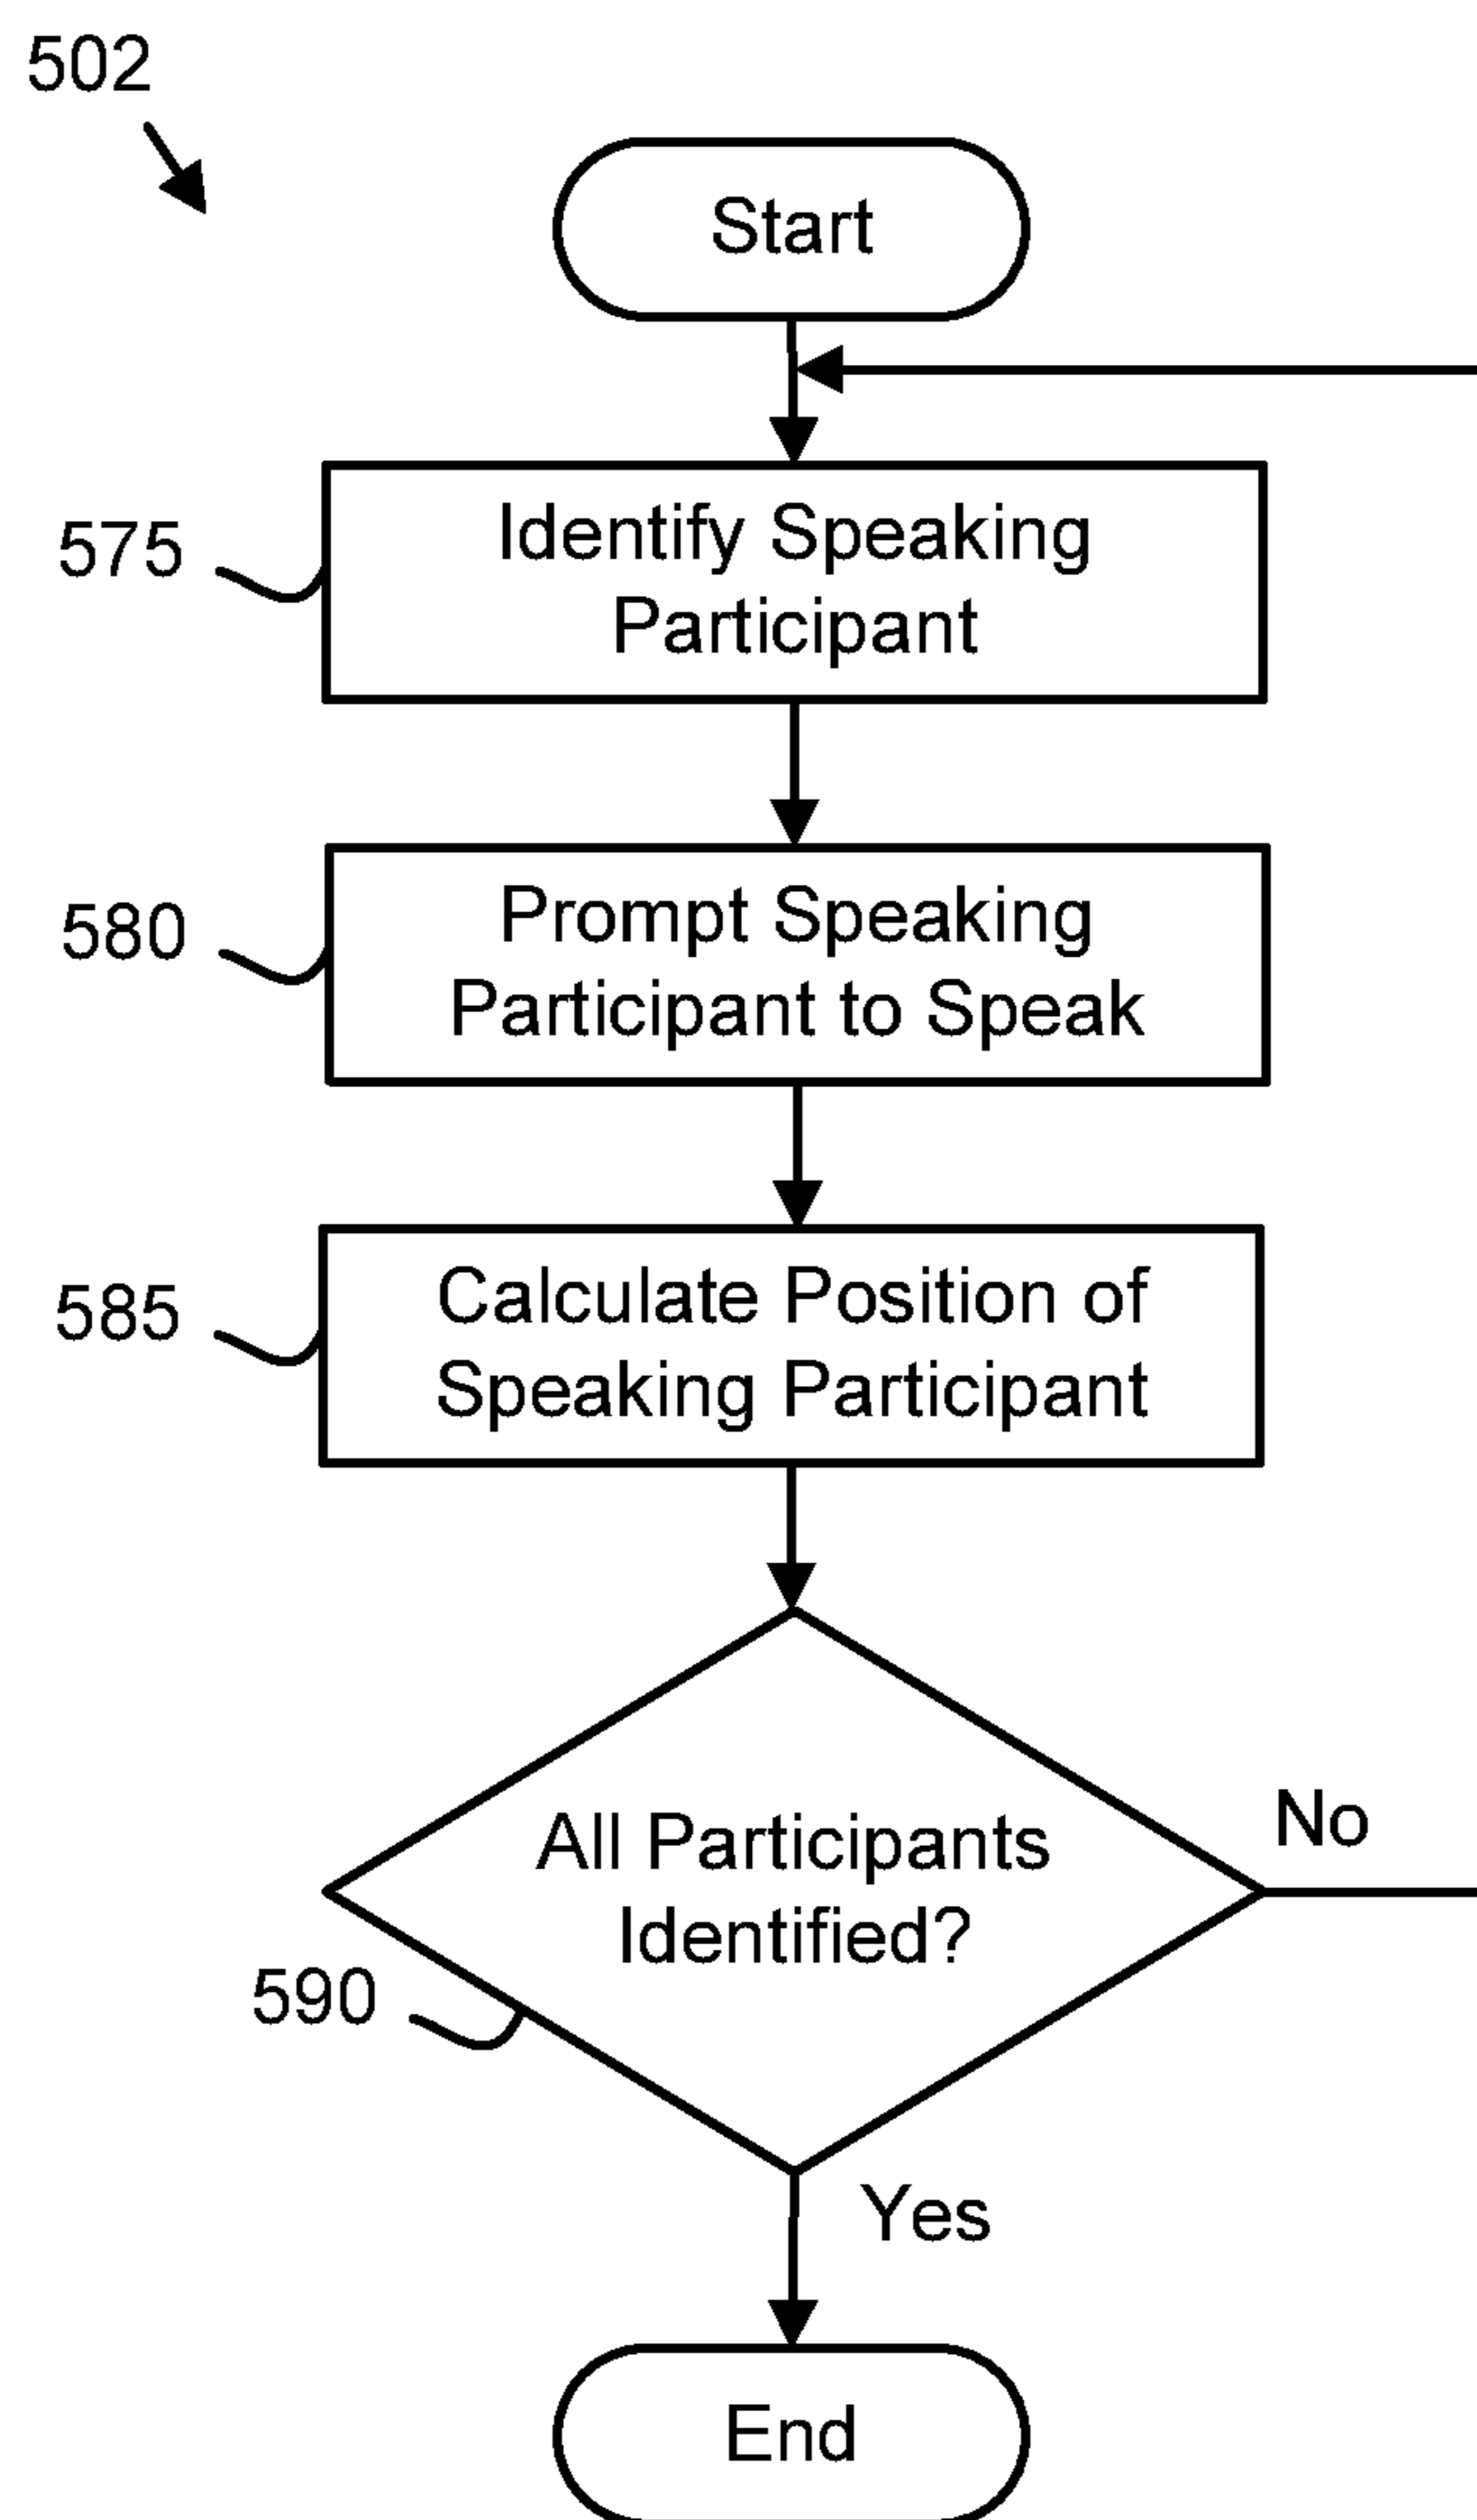 502
Start
575
Identify Speaking
Participant
580
Prompt Speaking
Participant to Speak
585
Calculate Position of
Speaking Participant
All Participants
Identified?
No
590
Yes
End